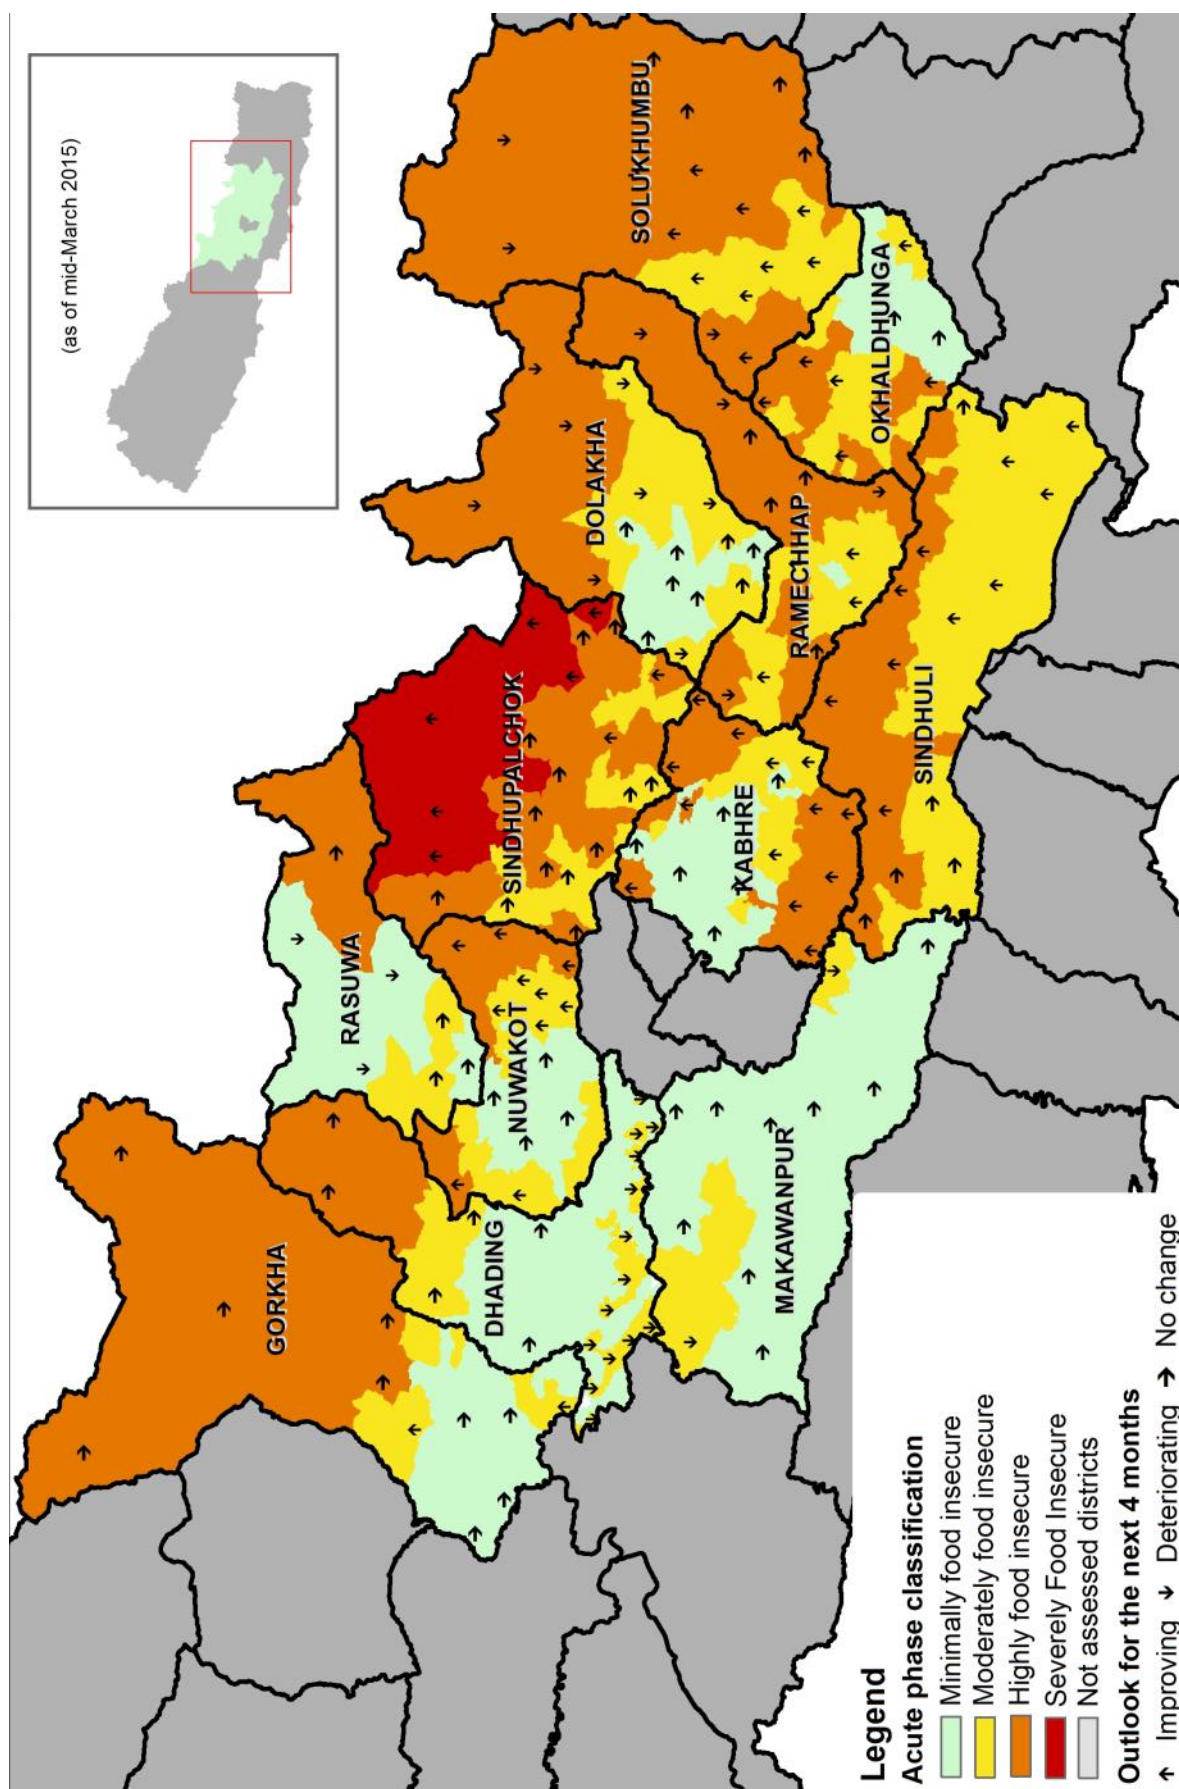 (as of mid-March 2015)
GORKHA
RASUWA
DHADING
NUWAKOT
SINDHUPALCHOK
DOLAKHA
SOLUKHUMBU
MAKAWANPUR
KABHRE
RAMECHHAP
OKHALDHUNGA
SINDHULI
Legend
Acute phase classification
Minimally food insecure
Moderately food insecure
Highly food insecure
Severely Food Insecure
Not assessed districts
Outlook for the next 4 months
↑ Improving ↓ Deteriorating → No change